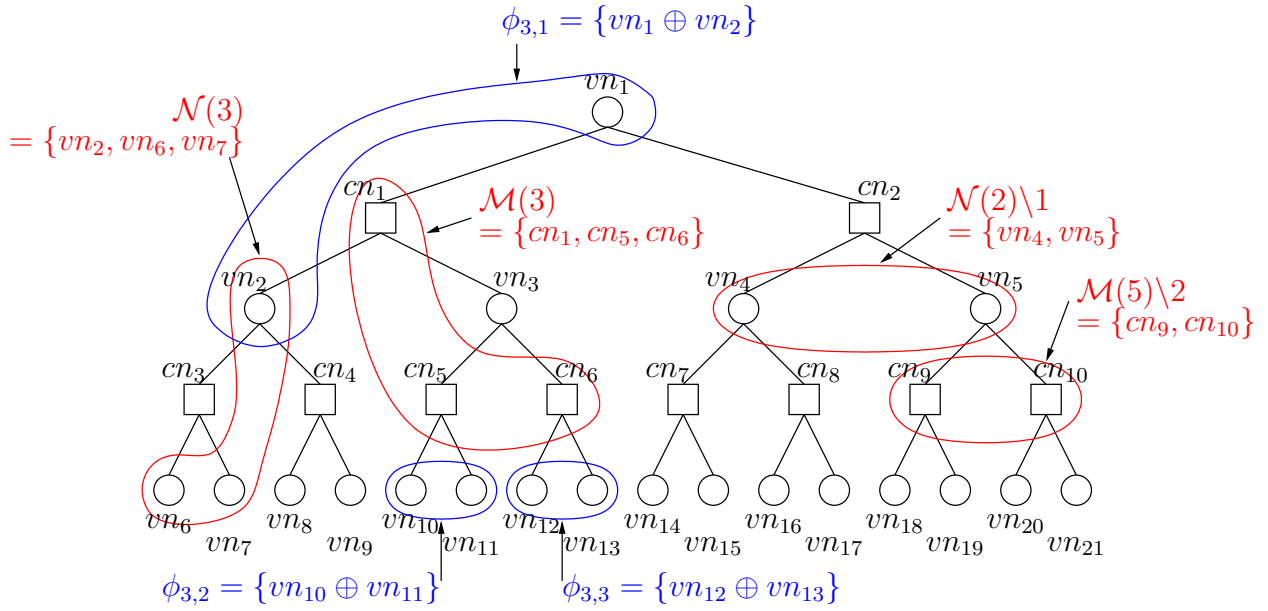 ϕ₃,₁ = {vn₁ ⊕ vn₂}
vn₁
𝒩(3)
= {vn₂, vn₆, vn₇}
cn₁
ℳ(3)
= {cn₁, cn₅, cn₆}
cn₂
𝒩(2)\1
= {vn₄, vn₅}
vn₂
vn₃
vn₄
vn₅
ℳ(5)\2
= {cn₉, cn₁₀}
cn₃
cn₄
cn₅
cn₆
cn₇
cn₈
cn₉
cn₁₀
vn₆
vn₇
vn₈
vn₉
vn₁₀
vn₁₁
vn₁₂
vn₁₃
vn₁₄
vn₁₅
vn₁₆
vn₁₇
vn₁₈
vn₁₉
vn₂₀
vn₂₁
ϕ₃,₂ = {vn₁₀ ⊕ vn₁₁}
ϕ₃,₃ = {vn₁₂ ⊕ vn₁₃}